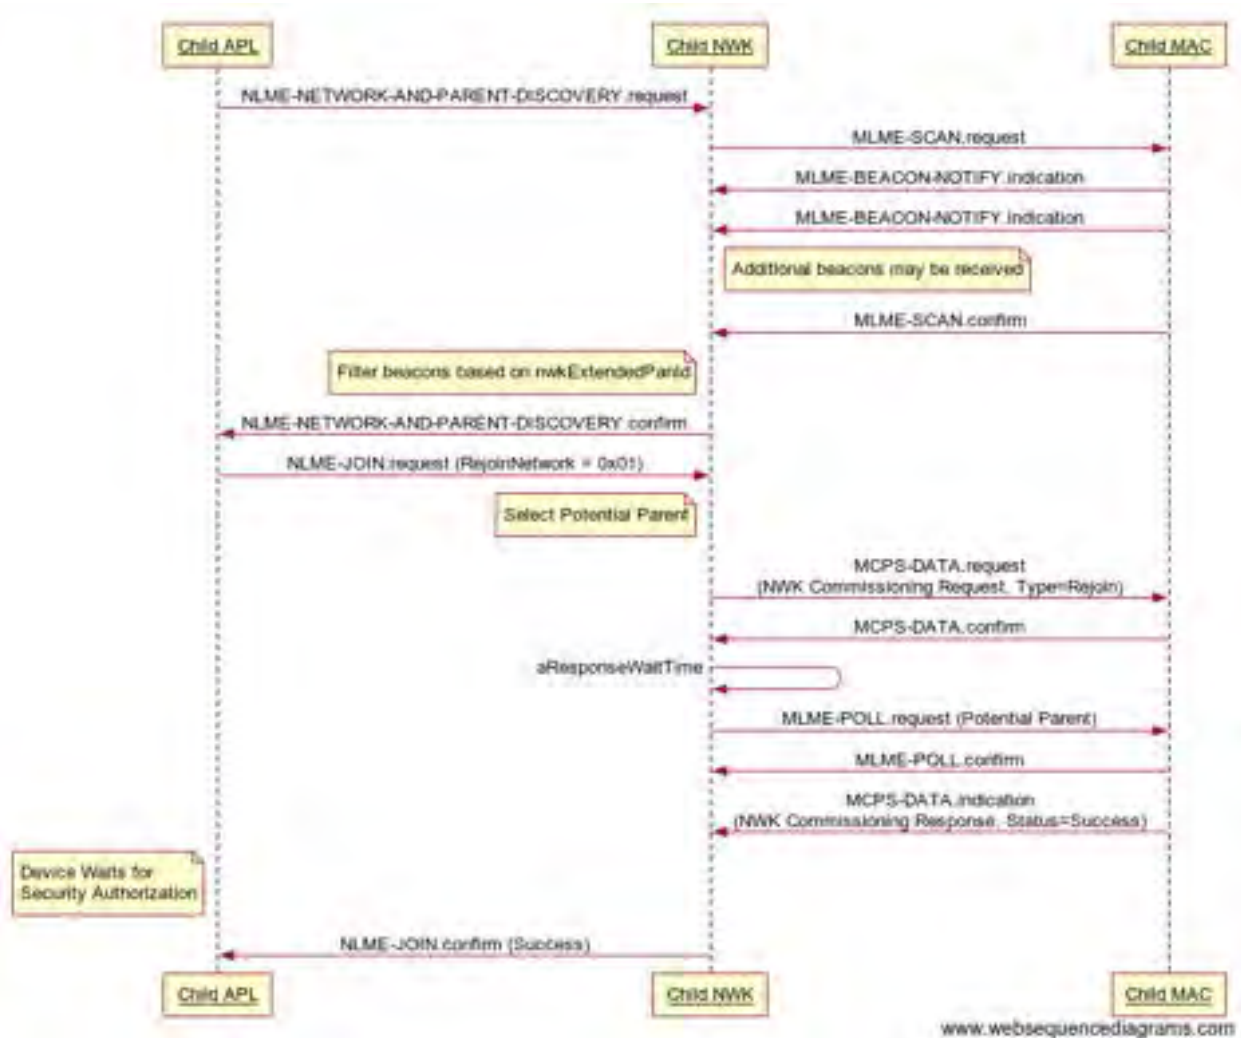 Child APL
Child NWK
Child MAC
NLME-NETWORK-AND-PARENT-DISCOVERY.request
MLME-SCAN.request
MLME-BEACON-NOTIFY.indication
MLME-BEACON-NOTIFY.indication
Additional beacons may be received
MLME-SCAN.confirm
Filter beacons based on nwkExtendedPanId
NLME-NETWORK-AND-PARENT-DISCOVERY.confirm
NLME-JOIN.request (RejoinNetwork = 0x01)
Select Potential Parent
MCPS-DATA.request
(NWK Commissioning Request, Type=Rejoin)
MCPS-DATA.confirm
aResponseWaitTime
MLME-POLL.request (Potential Parent)
MLME-POLL.confirm
MCPS-DATA.indication
(NWK Commissioning Response, Status=Success)
Device Waits for
Security Authorization
NLME-JOIN.confirm (Success)
Child APL
Child NWK
Child MAC
www.websequencediagrams.com